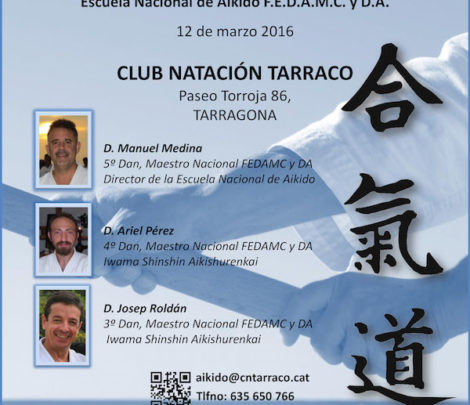 Escuela Nacional de Aikido F.E.D.A.M.C. y D.A.
12 de marzo 2016
CLUB NATACIÓN TARRACO
Paseo Torroja 86,
TARRAGONA
合
氣
道
D. Manuel Medina
5º Dan, Maestro Nacional FEDAMC y DA
Director de la Escuela Nacional de Aikido
D. Ariel Pérez
4º Dan, Maestro Nacional FEDAMC y DA
Iwama Shinshin Aikishurenkai
D. Josep Roldán
3º Dan, Maestro Nacional FEDAMC y DA
Iwama Shinshin Aikishurenkai
aikido@cntarraco.cat
Tlfno: 635 650 766